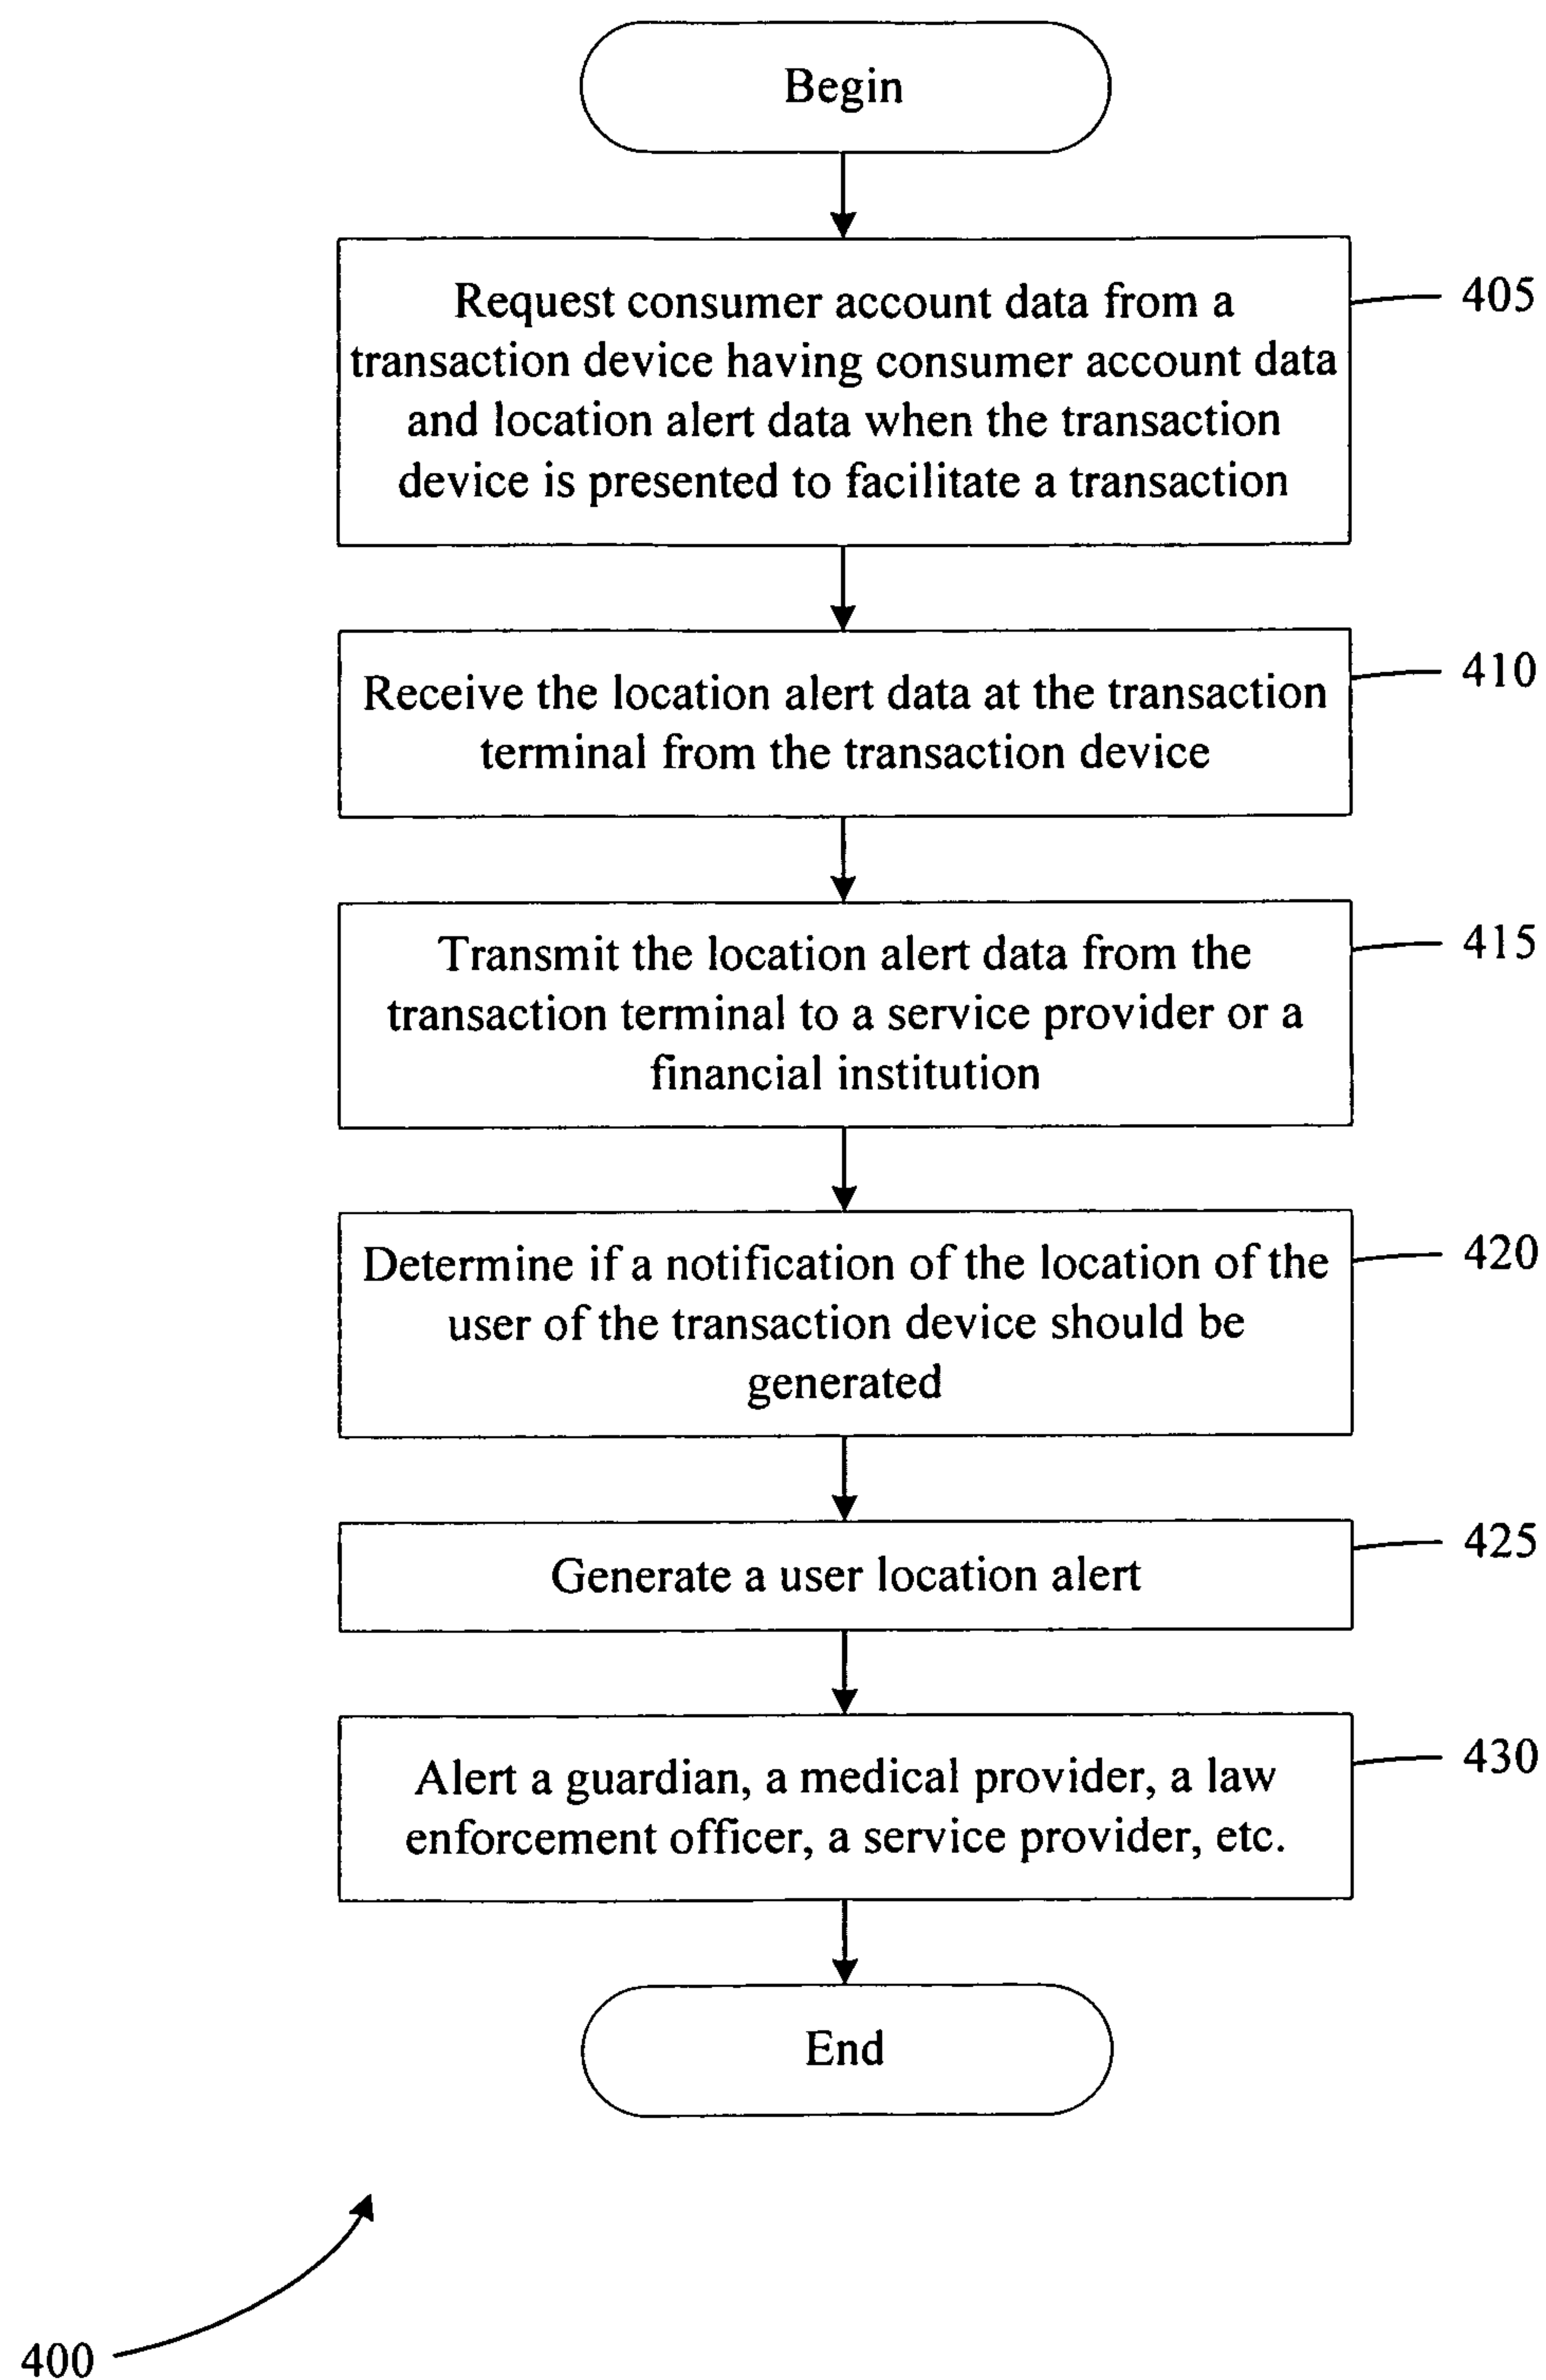 Begin
Request consumer account data from a
transaction device having consumer account data
and location alert data when the transaction
device is presented to facilitate a transaction
405
Receive the location alert data at the transaction
terminal from the transaction device
410
Transmit the location alert data from the
transaction terminal to a service provider or a
financial institution
415
Determine if a notification of the location of the
user of the transaction device should be
generated
420
Generate a user location alert
425
Alert a guardian, a medical provider, a law
enforcement officer, a service provider, etc.
430
End
400